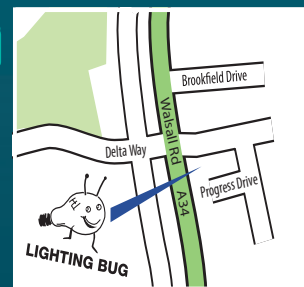 Brookfield Drive
Walsall Rd
Delta Way
A34
Progress Drive
LIGHTING BUG